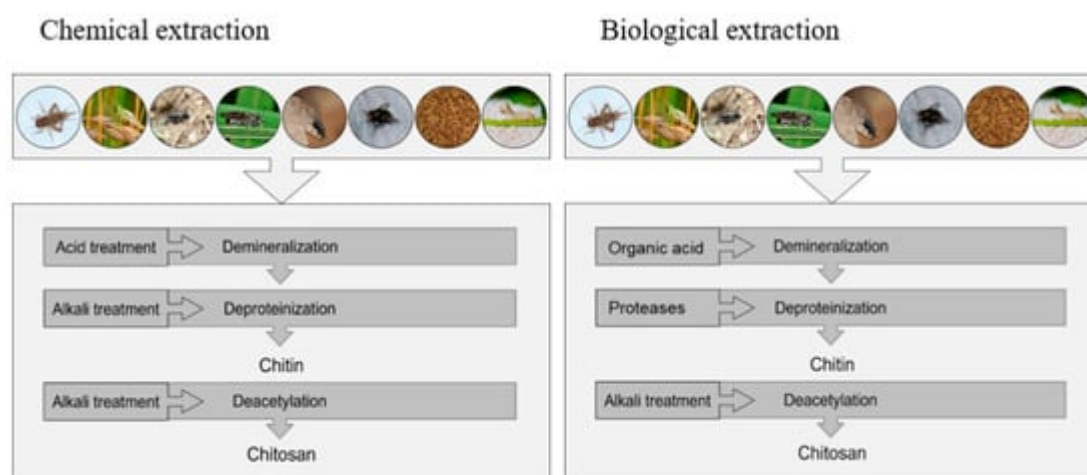 Chemical extraction
Acid treatment
Demineralization
Alkali treatment
Deproteinization
Chitin
Alkali treatment
Deacetylation
Chitosan
Biological extraction
Organic acid
Demineralization
Proteases
Deproteinization
Chitin
Alkali treatment
Deacetylation
Chitosan